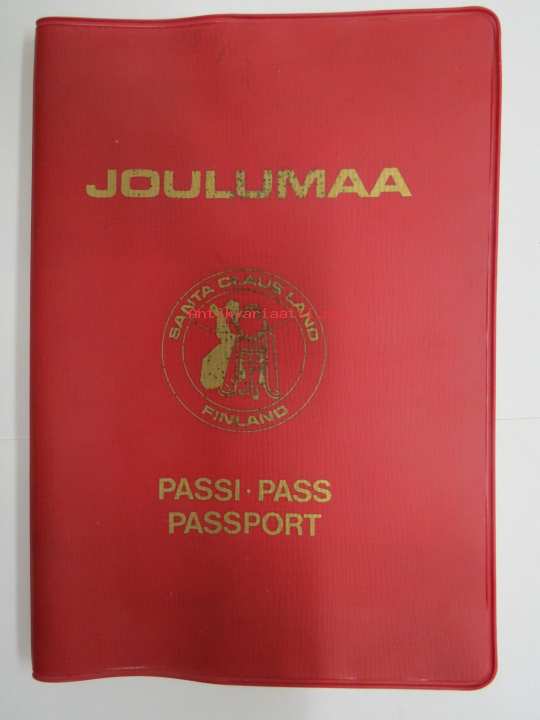 JOULUMAA
SANTA CLAUS LAND
FINLAND
PASSI · PASS
PASSPORT